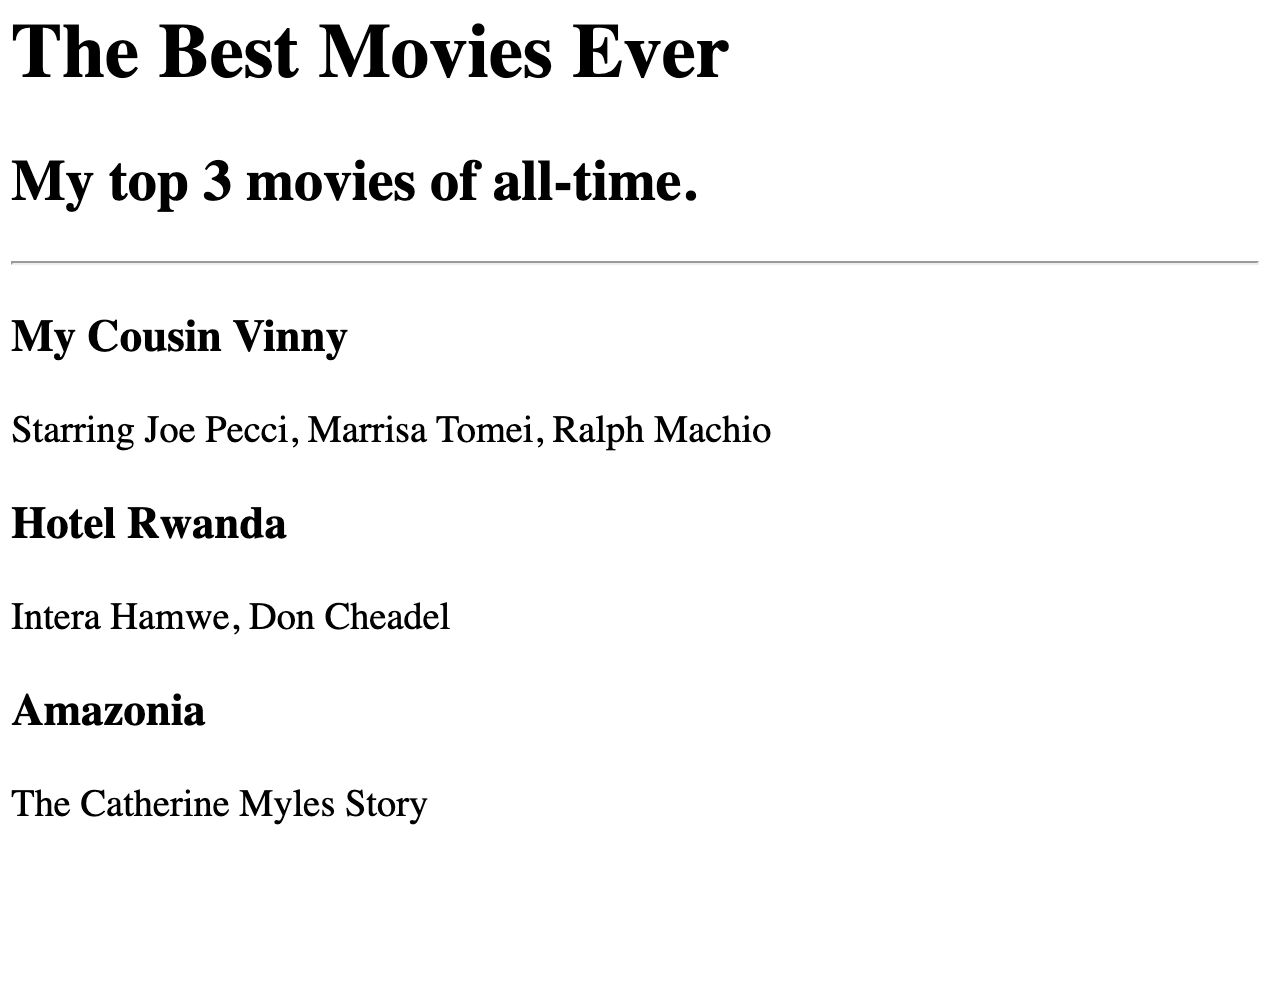 The Best Movies Ever
My top 3 movies of all-time.
My Cousin Vinny
Starring Joe Pecci, Marrisa Tomei, Ralph Machio
Hotel Rwanda
Intera Hamwe, Don Cheadel
Amazonia
The Catherine Myles Story